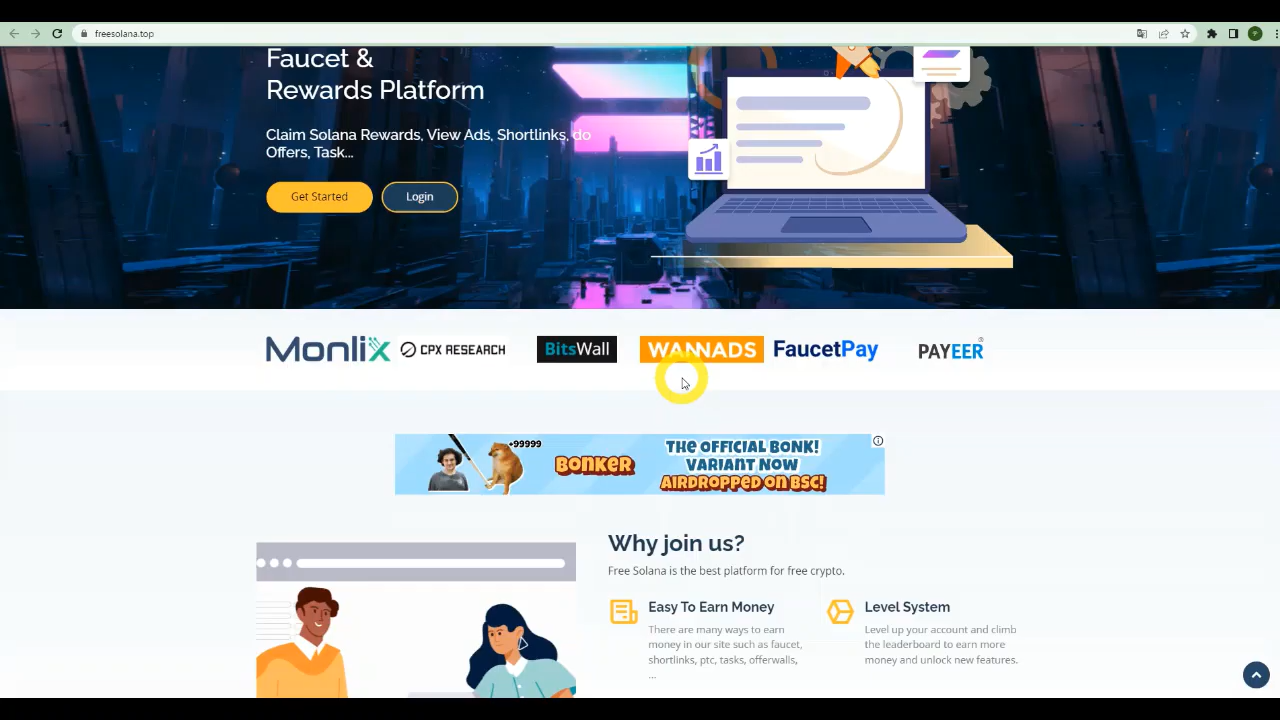 freesolana.top
Faucet &
Rewards Platform
Claim Solana Rewards, View Ads, Shortlinks, do
Offers, Task...
Get Started
Login
Monlix
CPX RESEARCH
BitsWall
WANNADS
FaucetPay
PAYEER
+99999
BONKER
THE OFFICIAL BONK!
VARIANT NOW
AIRDROPPED ON BSC!
Why join us?
Free Solana is the best platform for free crypto.
Easy To Earn Money
There are many ways to earn
money in our site such as faucet,
shortlinks, ptc, tasks, offerwalls,
...
Level System
Level up your account and climb
the leaderboard to earn more
money and unlock new features.